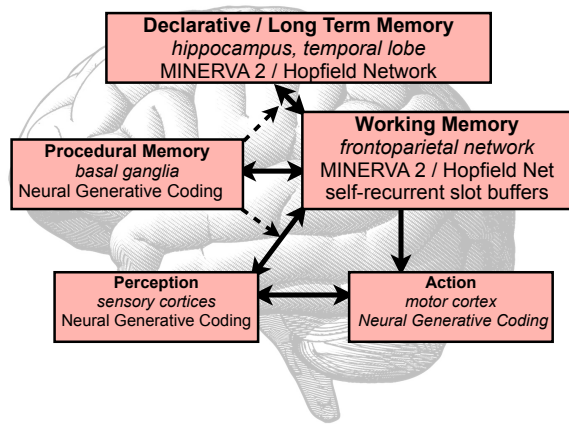 Declarative / Long Term Memory
hippocampus, temporal lobe
MINERVA 2 / Hopfield Network
Working Memory
frontoparietal network
MINERVA 2 / Hopfield Net
self-recurrent slot buffers
Procedural Memory
basal ganglia
Neural Generative Coding
Perception
sensory cortices
Neural Generative Coding
Action
motor cortex
Neural Generative Coding